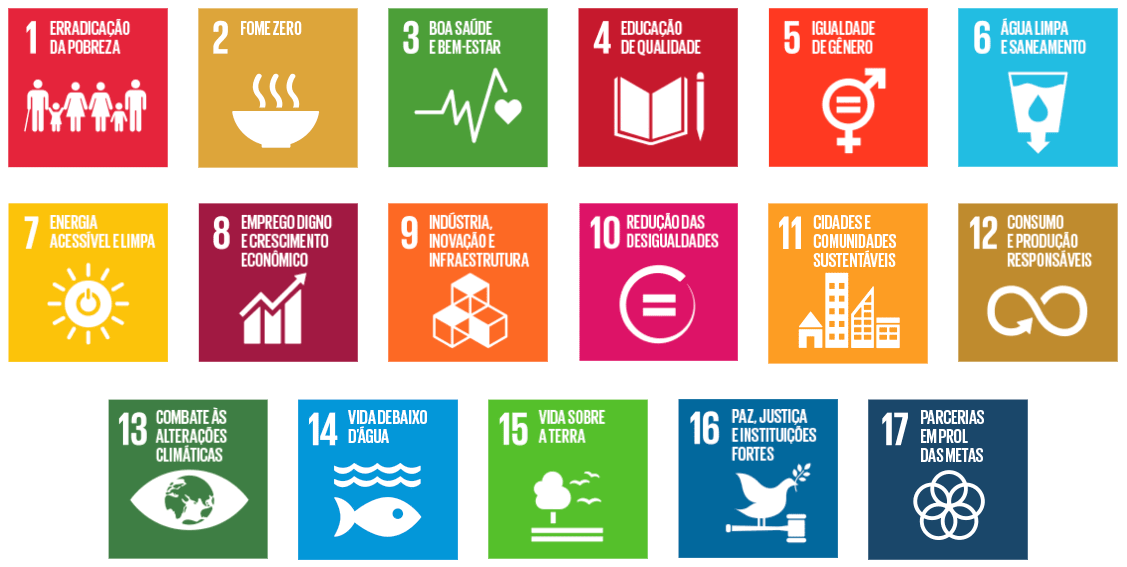 1 ERRADICAÇÃO
DA POBREZA
2 FOME ZERO
3 BOA SAÚDE
E BEM-ESTAR
4 EDUCAÇÃO
DE QUALIDADE
5 IGUALDADE
DE GÊNERO
6 ÁGUA LIMPA
E SANEAMENTO
7 ENERGIA
ACESSÍVEL E LIMPA
8 EMPREGO DIGNO
E CRESCIMENTO
ECONÔMICO
9 INDÚSTRIA,
INOVAÇÃO E
INFRAESTRUTURA
10 REDUÇÃO DAS
DESIGUALDADES
11 CIDADES E
COMUNIDADES
SUSTENTÁVEIS
12 CONSUMO
E PRODUÇÃO
RESPONSÁVEIS
13 COMBATE ÀS
ALTERAÇÕES
CLIMÁTICAS
14 VIDA DEBAIXO
D'ÁGUA
15 VIDA SOBRE
A TERRA
16 PAZ, JUSTIÇA
E INSTITUIÇÕES
FORTES
17 PARCERIAS
EM PROL
DAS METAS